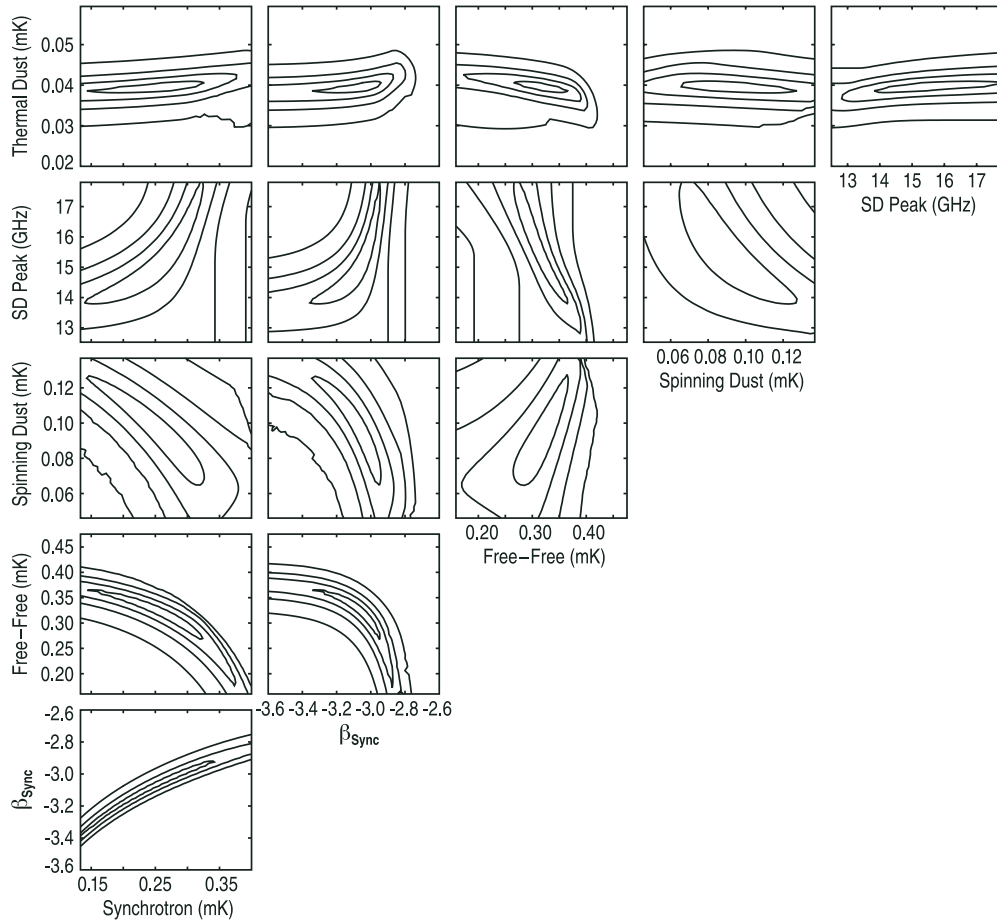 Thermal Dust (mK)
0.05
0.04
0.03
0.02
13 14 15 16 17
SD Peak (GHz)
SD Peak (GHz)
17
16
15
14
13
0.06 0.08 0.10 0.12
Spinning Dust (mK)
Spinning Dust (mK)
0.12
0.10
0.08
0.06
0.20 0.30 0.40
Free−Free (mK)
Free−Free (mK)
0.45
0.40
0.35
0.30
0.25
0.20
-3.6 -3.4 -3.2 -3.0 -2.8 -2.6
βSync
βSync
-2.6
-2.8
-3.0
-3.2
-3.4
-3.6
0.15 0.25 0.35
Synchrotron (mK)